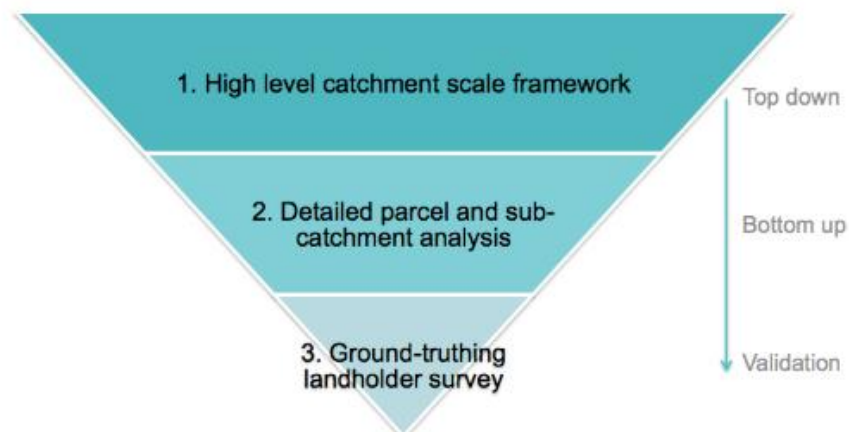 1. High level catchment scale framework
Top down
2. Detailed parcel and sub-
catchment analysis
Bottom up
3. Ground-truthing
landholder survey
Validation